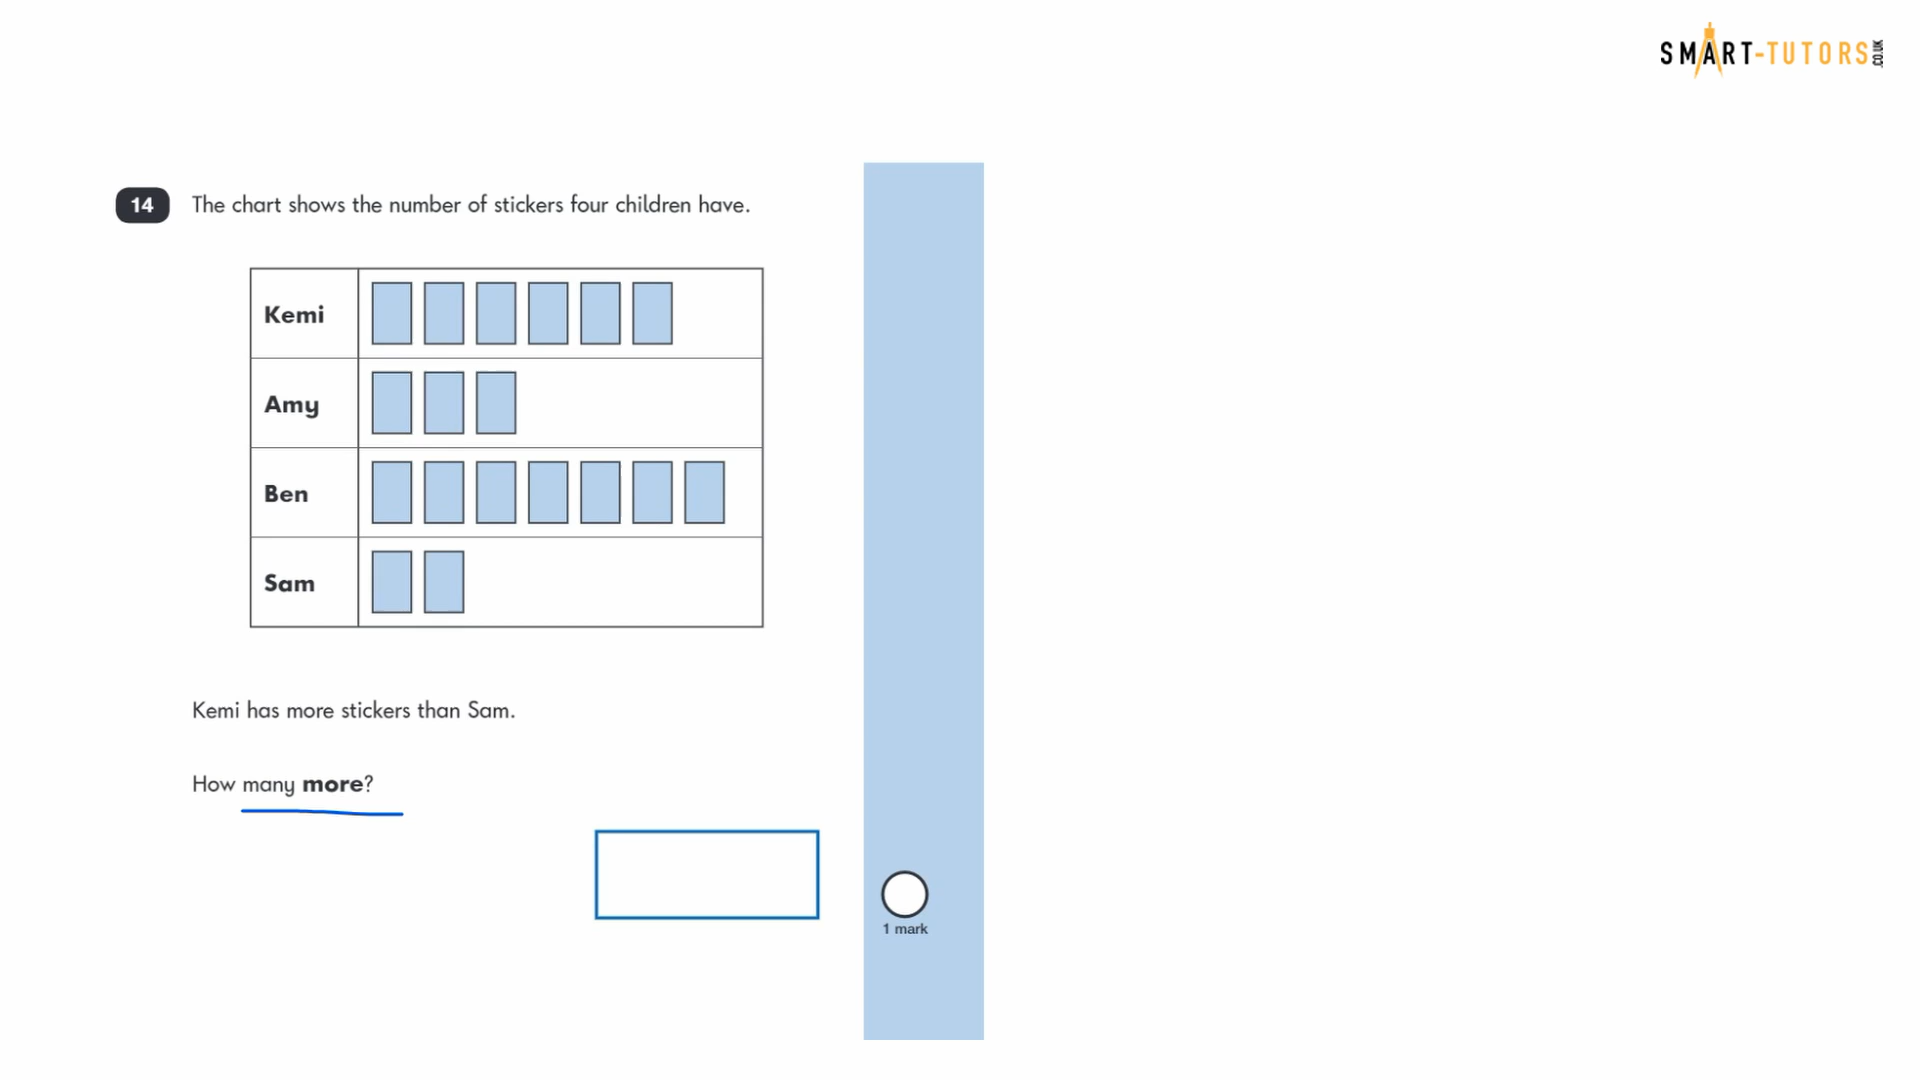 SMART-TUTORS.CO.UK
14 The chart shows the number of stickers four children have.
Kemi
Amy
Ben
Sam
Kemi has more stickers than Sam.
How many more?
1 mark